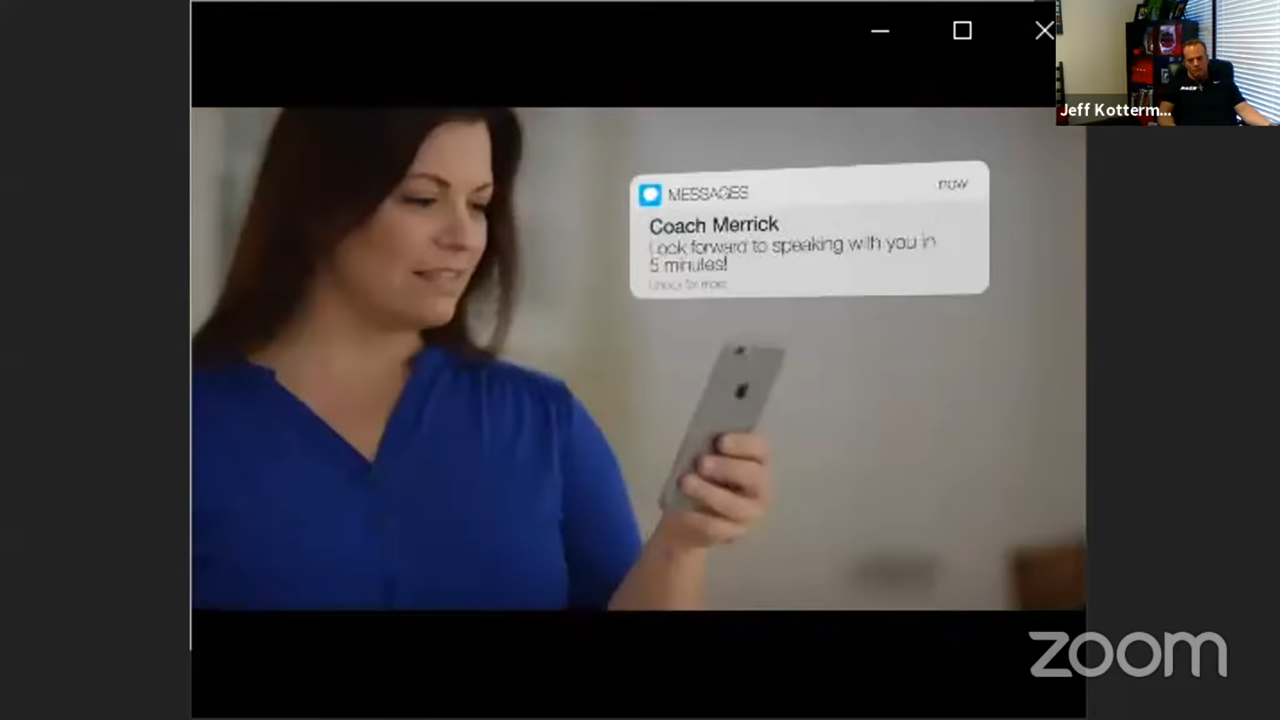 Jeff Kotterm...
MESSAGES
now
Coach Merrick
Look forward to speaking with you in
5 minutes!
zoom